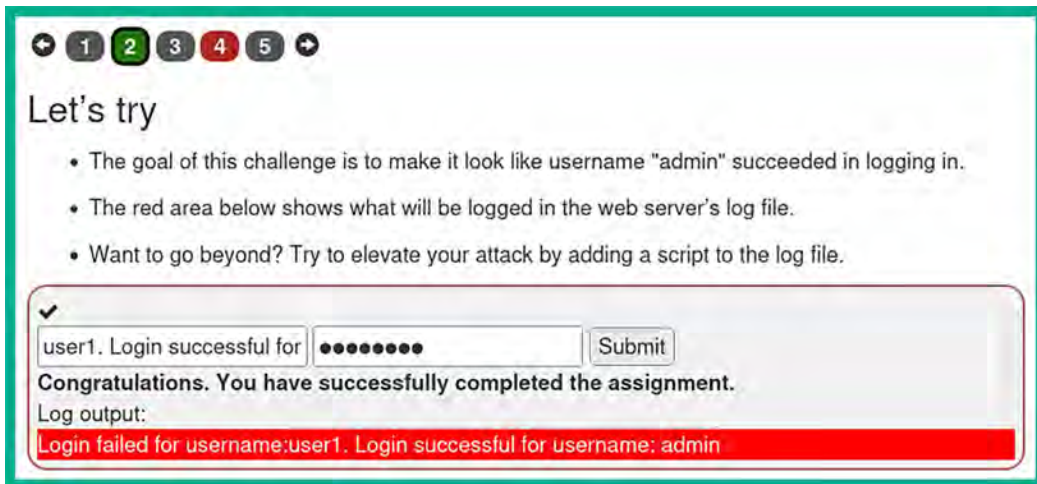 1 2 3 4 5
Let's try
• The goal of this challenge is to make it look like username "admin" succeeded in logging in.
• The red area below shows what will be logged in the web server's log file.
• Want to go beyond? Try to elevate your attack by adding a script to the log file.
user1. Login successful for ●●●●●●●● Submit
Congratulations. You have successfully completed the assignment.
Log output:
Login failed for username:user1. Login successful for username: admin